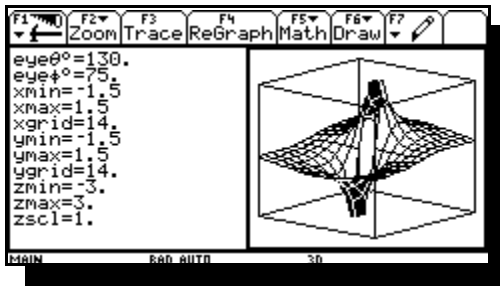 F1 F2 F3 F4 F5 F6 F7
Zoom Trace ReGraph Math Draw
eyeθ°=130.
eyeϕ°=75.
xmin=-1.5
xmax=1.5
xgrid=14.
ymin=-1.5
ymax=1.5
ygrid=14.
zmin=-3.
zmax=3.
zscl=1.
MAIN RAD AUTO 3D